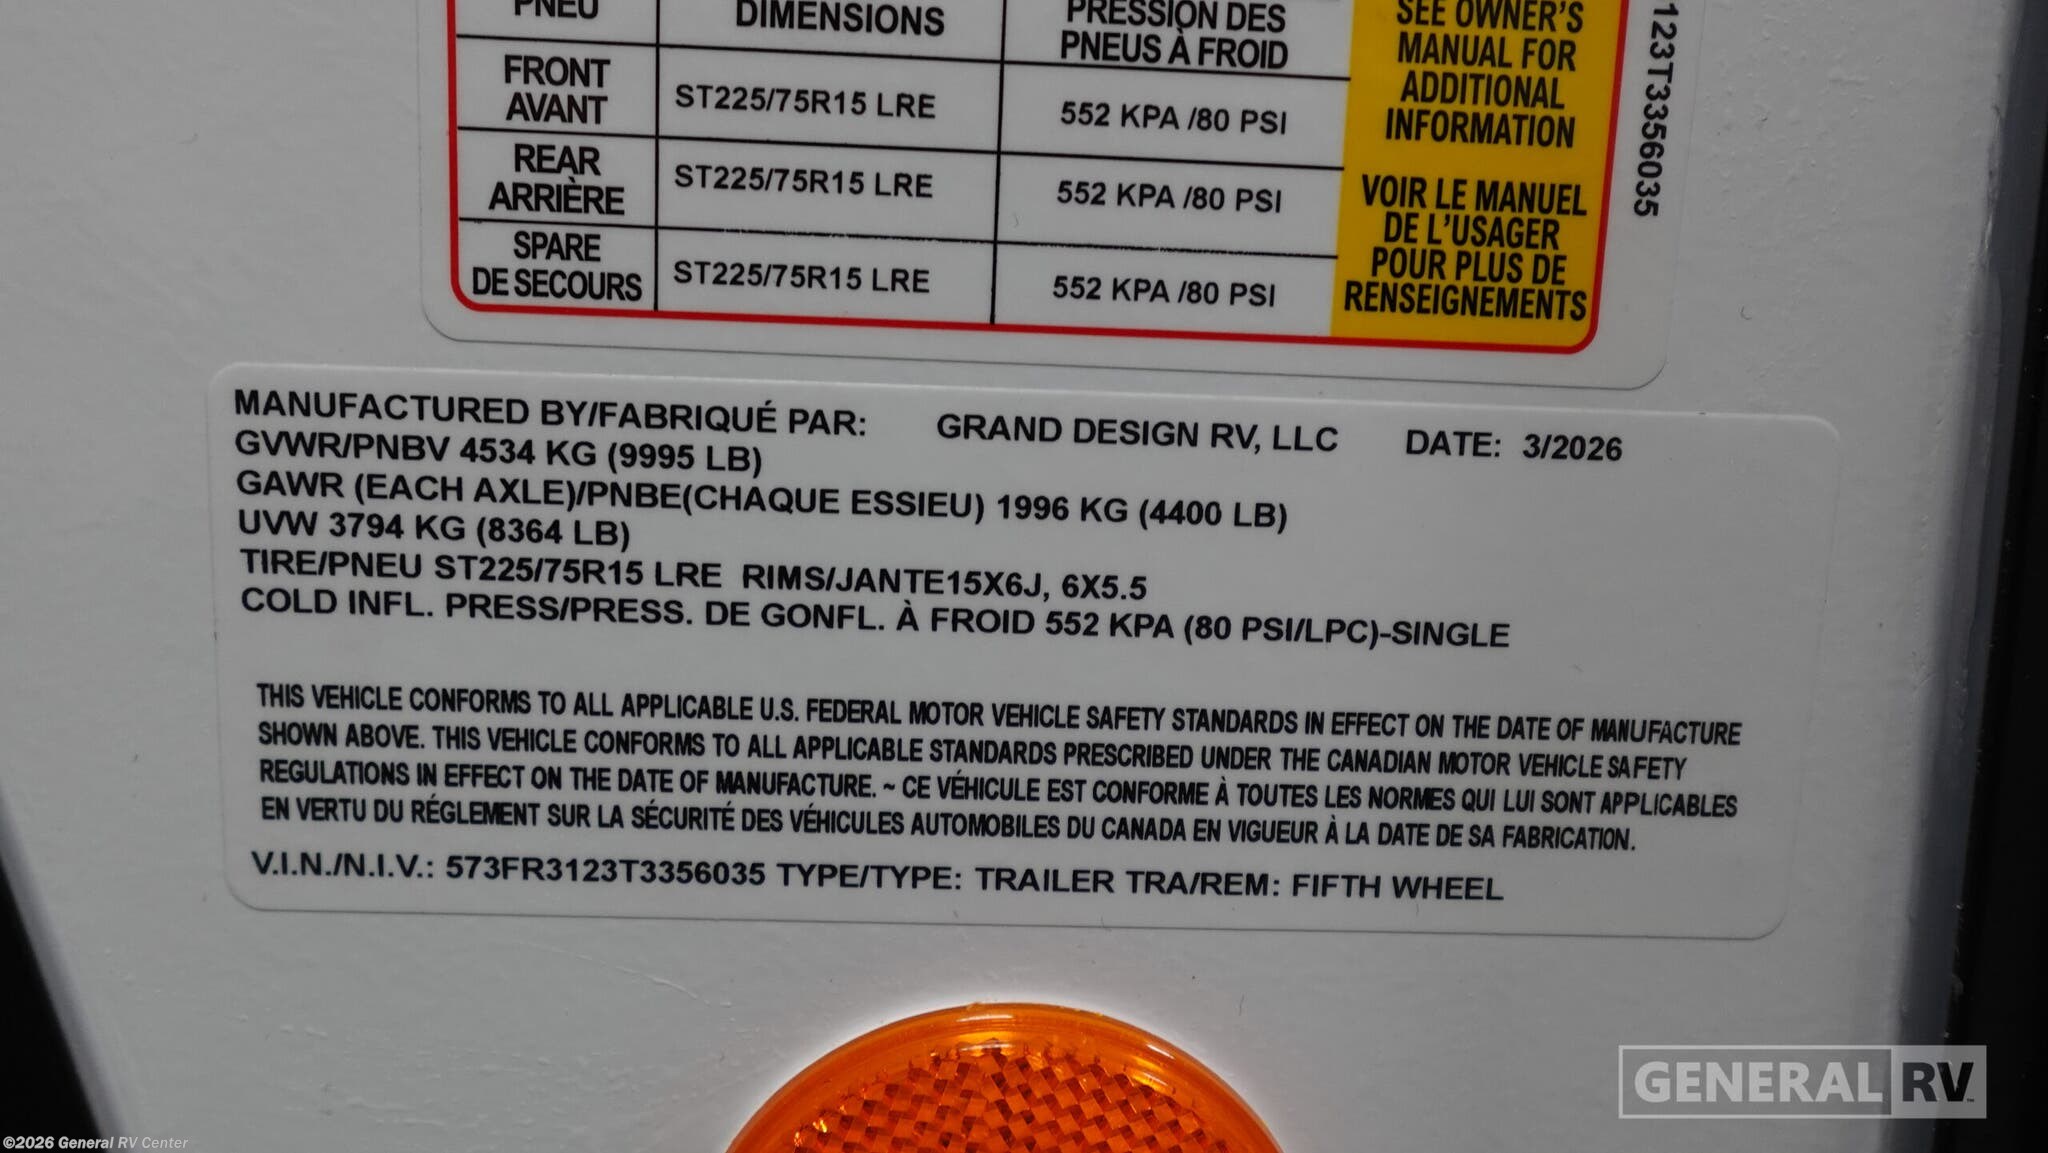 PNEU DIMENSIONS PRESSION DES
PNEUS À FROID
FRONT
AVANT ST225/75R15 LRE 552 KPA /80 PSI
REAR
ARRIÈRE ST225/75R15 LRE 552 KPA /80 PSI
SPARE
DE SECOURS ST225/75R15 LRE 552 KPA /80 PSI
SEE OWNER'S
MANUAL FOR
ADDITIONAL
INFORMATION
VOIR LE MANUEL
DE L'USAGER
POUR PLUS DE
RENSEIGNEMENTS
123T3356035
MANUFACTURED BY/FABRIQUÉ PAR: GRAND DESIGN RV, LLC DATE: 3/2026
GVWR/PNBV 4534 KG (9995 LB)
GAWR (EACH AXLE)/PNBE(CHAQUE ESSIEU) 1996 KG (4400 LB)
UVW 3794 KG (8364 LB)
TIRE/PNEU ST225/75R15 LRE RIMS/JANTE15X6J, 6X5.5
COLD INFL. PRESS/PRESS. DE GONFL. À FROID 552 KPA (80 PSI/LPC)-SINGLE
THIS VEHICLE CONFORMS TO ALL APPLICABLE U.S. FEDERAL MOTOR VEHICLE SAFETY STANDARDS IN EFFECT ON THE DATE OF MANUFACTURE
SHOWN ABOVE. THIS VEHICLE CONFORMS TO ALL APPLICABLE STANDARDS PRESCRIBED UNDER THE CANADIAN MOTOR VEHICLE SAFETY
REGULATIONS IN EFFECT ON THE DATE OF MANUFACTURE. ~ CE VÉHICULE EST CONFORME À TOUTES LES NORMES QUI LUI SONT APPLICABLES
EN VERTU DU RÉGLEMENT SUR LA SÉCURITÉ DES VÉHICULES AUTOMOBILES DU CANADA EN VIGUEUR À LA DATE DE SA FABRICATION.
V.I.N./N.I.V.: 573FR3123T3356035 TYPE/TYPE: TRAILER TRA/REM: FIFTH WHEEL
GENERAL RV
©2026 General RV Center